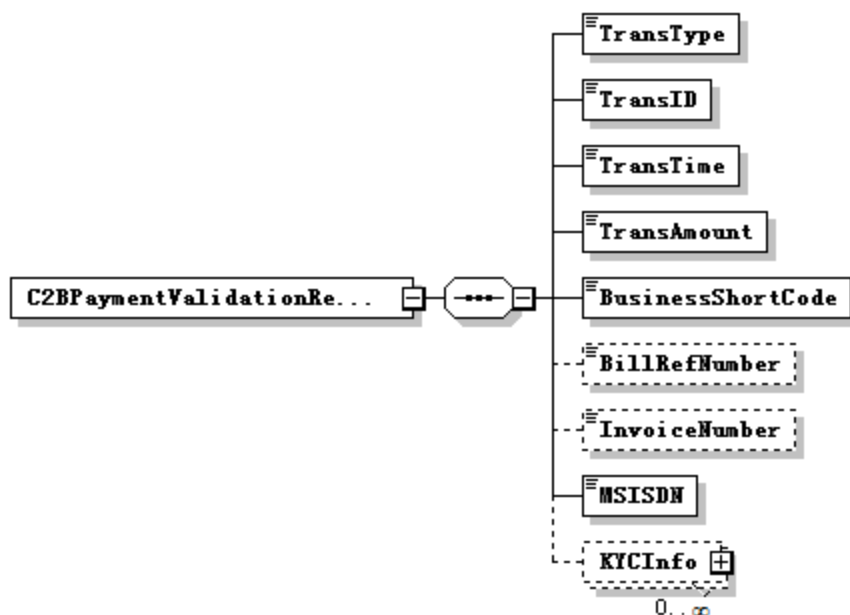 TransType
TransID
TransTime
TransAmount
C2BPaymentValidationRe...
BusinessShortCode
BillRefNumber
InvoiceNumber
MSISDN
KYCInfo
0..∞